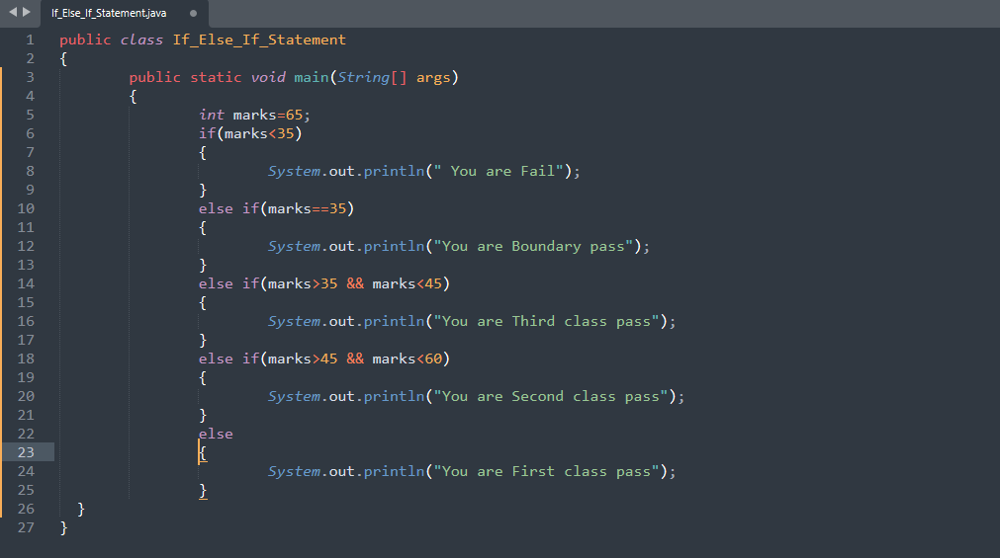 If_Else_If_Statement.java
1 public class If_Else_If_Statement
2 {
3 public static void main(String[] args)
4 {
5 int marks=65;
6 if(marks<35)
7 {
8 System.out.println(" You are Fail");
9 }
10 else if(marks==35)
11 {
12 System.out.println("You are Boundary pass");
13 }
14 else if(marks>35 && marks<45)
15 {
16 System.out.println("You are Third class pass");
17 }
18 else if(marks>45 && marks<60)
19 {
20 System.out.println("You are Second class pass");
21 }
22 else
23 {
24 System.out.println("You are First class pass");
25 }
26 }
27 }